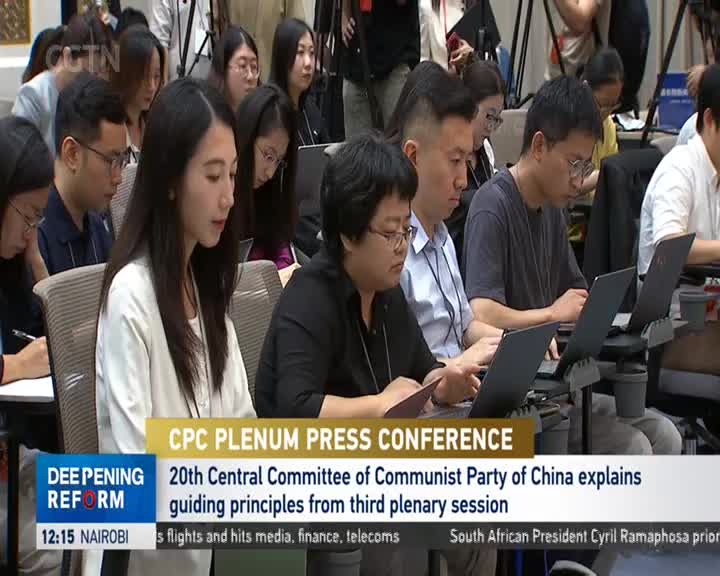 CGTN
CPC PLENUM PRESS CONFERENCE
DEEPENING
REFORM
20th Central Committee of Communist Party of China explains
guiding principles from third plenary session
12:15 NAIROBI
s flights and hits media, finance, telecoms
South African President Cyril Ramaphosa prior